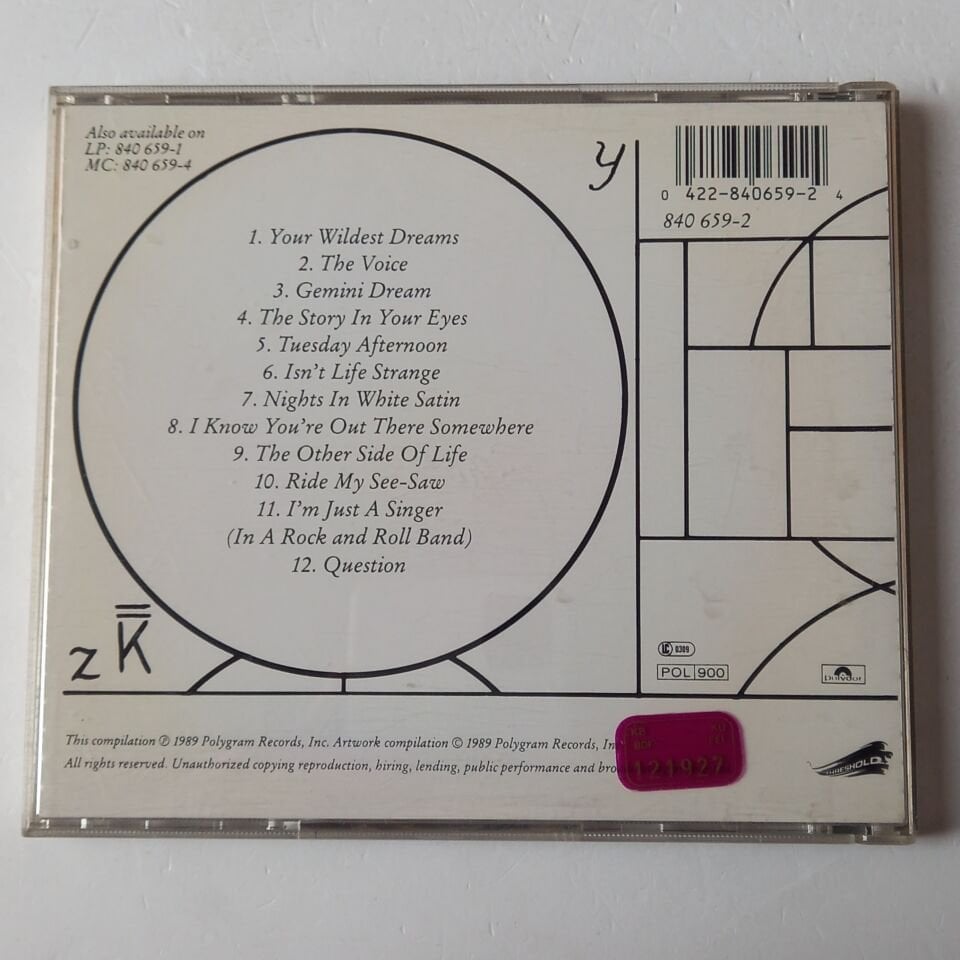 Also available on
LP: 840 659-1
MC: 840 659-4
y
0 422-840659-2 4
840 659-2
1. Your Wildest Dreams
2. The Voice
3. Gemini Dream
4. The Story In Your Eyes
5. Tuesday Afternoon
6. Isn't Life Strange
7. Nights In White Satin
8. I Know You're Out There Somewhere
9. The Other Side Of Life
10. Ride My See-Saw
11. I'm Just A Singer
(In A Rock and Roll Band)
12. Question
z K
LC 0309
POL 900
polydor
This compilation ℗ 1989 Polygram Records, Inc. Artwork compilation © 1989 Polygram Records, In
All rights reserved. Unauthorized copying reproduction, hiring, lending, public performance and bro
121927
THRESHOLD